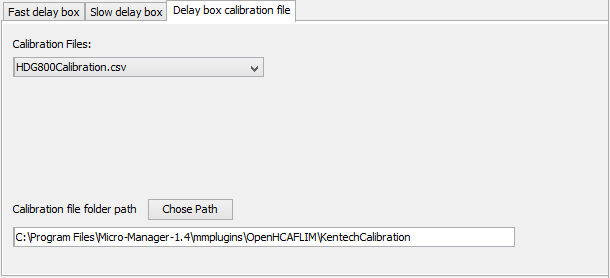 Fast delay box Slow delay box Delay box calibration file
Calibration Files:
HDG800Calibration.csv
Calibration file folder path Chose Path
C:\Program Files\Micro-Manager-1.4\mmplugins\OpenHCAFLIM\KentechCalibration